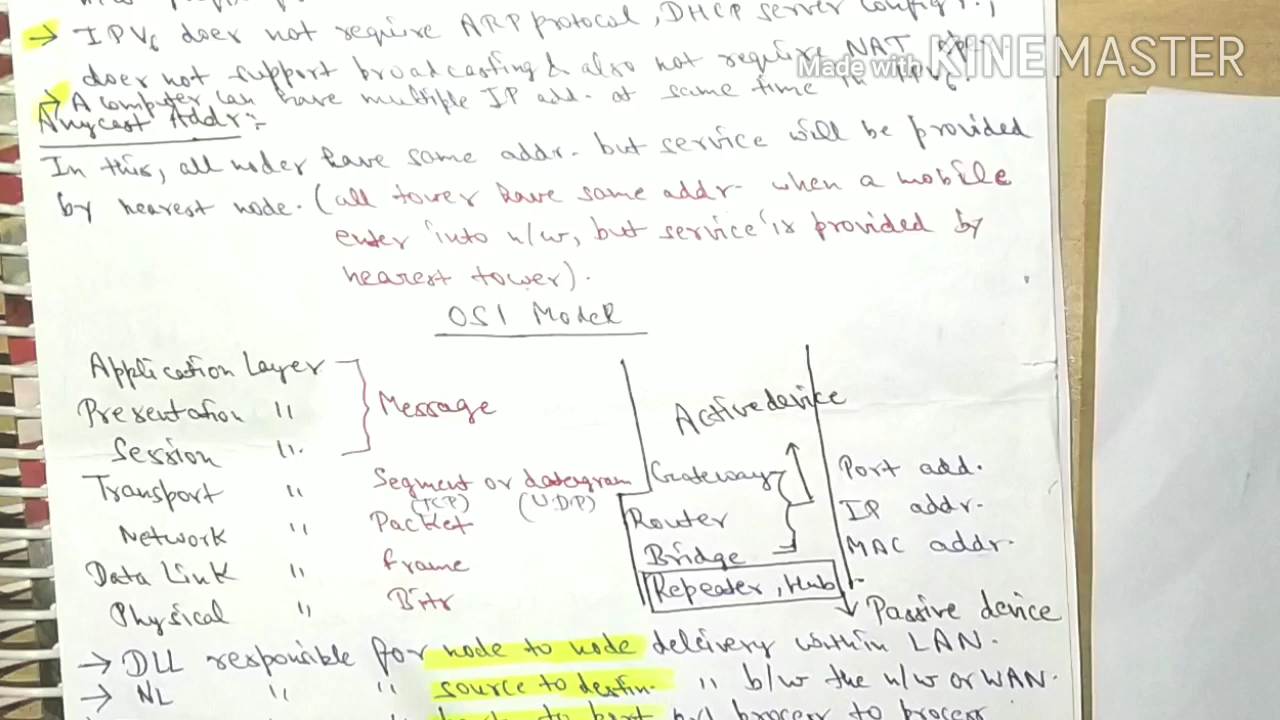 → IPV6 does not require ARP protocol, DHCP server
does not support broadcasting & also not require NAT
Made with KINEMASTER
→ A computer can have multiple IP add. at same time in IPV6.
Anycast Addr:-
In this, all nodes have same addr. but service will be provided
by nearest node. (all tower have same addr. when a mobile
enter into n/w, but service is provided by
nearest tower).
OSI Model
Application Layer
Presentation "
Session "
Message
Transport " Segment or datagram
(TCP) (UDP)
Network " Packet
Data Link " frame
Physical " Bits
Active device
Gateway Port add.
Router IP addr.
Bridge MAC addr.
Repeater, Hub
Passive device
→ DLL responsible for node to node delivery within LAN.
→ NL " " source to destin. " b/w the n/w or WAN.
process to process